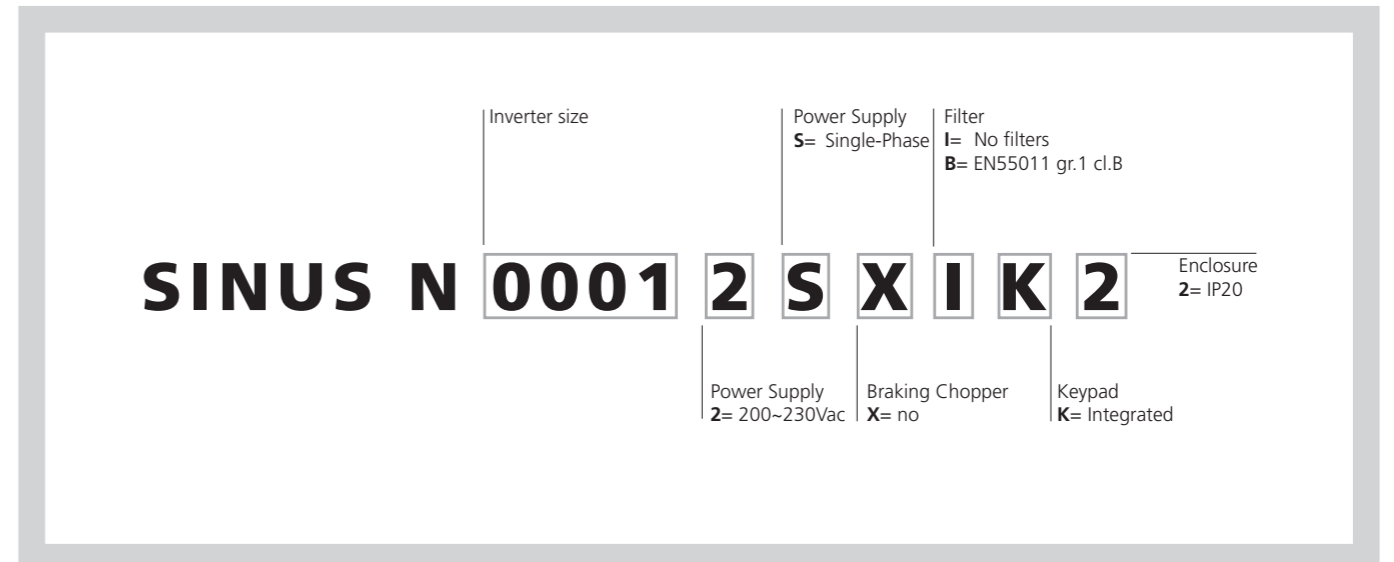 Inverter size
Power Supply
S= Single-Phase
Filter
I= No filters
B= EN55011 gr.1 cl.B
SINUS N 0001 2 S X I K 2
Enclosure
2= IP20
Power Supply
2= 200~230Vac
Braking Chopper
X= no
Keypad
K= Integrated